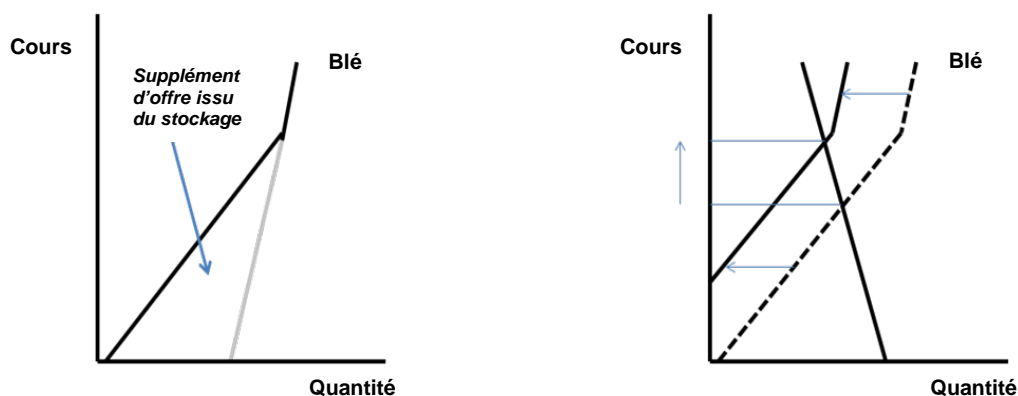 Cours
Blé
Supplément
d'offre issu
du stockage
Quantité
Cours
Blé
Quantité